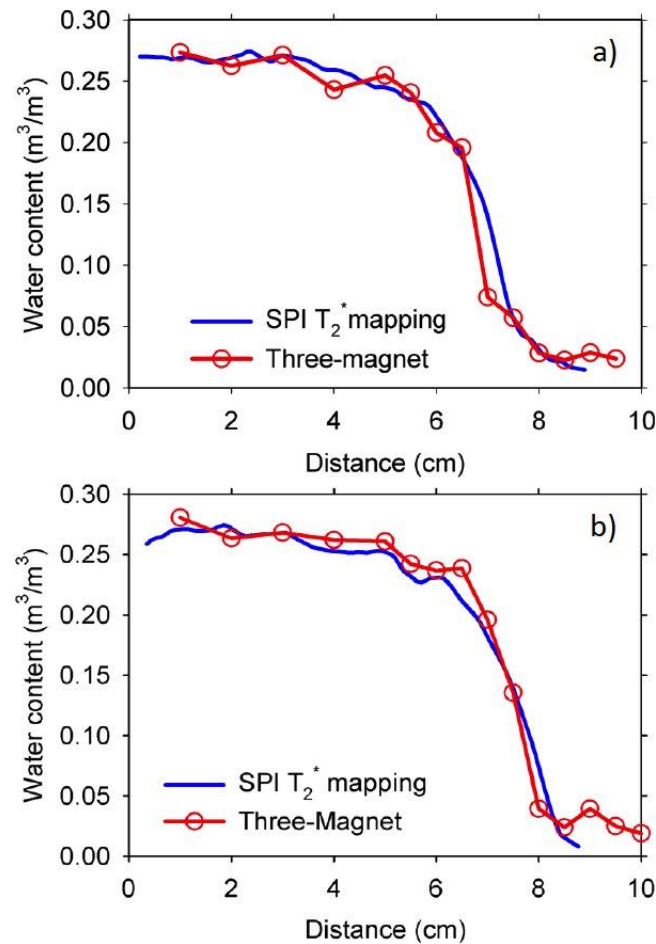 a)
Water content (m³/m³)
0.30
0.25
0.20
0.15
0.10
0.05
0.00
SPI T₂* mapping
Three-magnet
0 2 4 6 8 10
Distance (cm)
b)
Water content (m³/m³)
0.30
0.25
0.20
0.15
0.10
0.05
0.00
SPI T₂* mapping
Three-Magnet
0 2 4 6 8 10
Distance (cm)